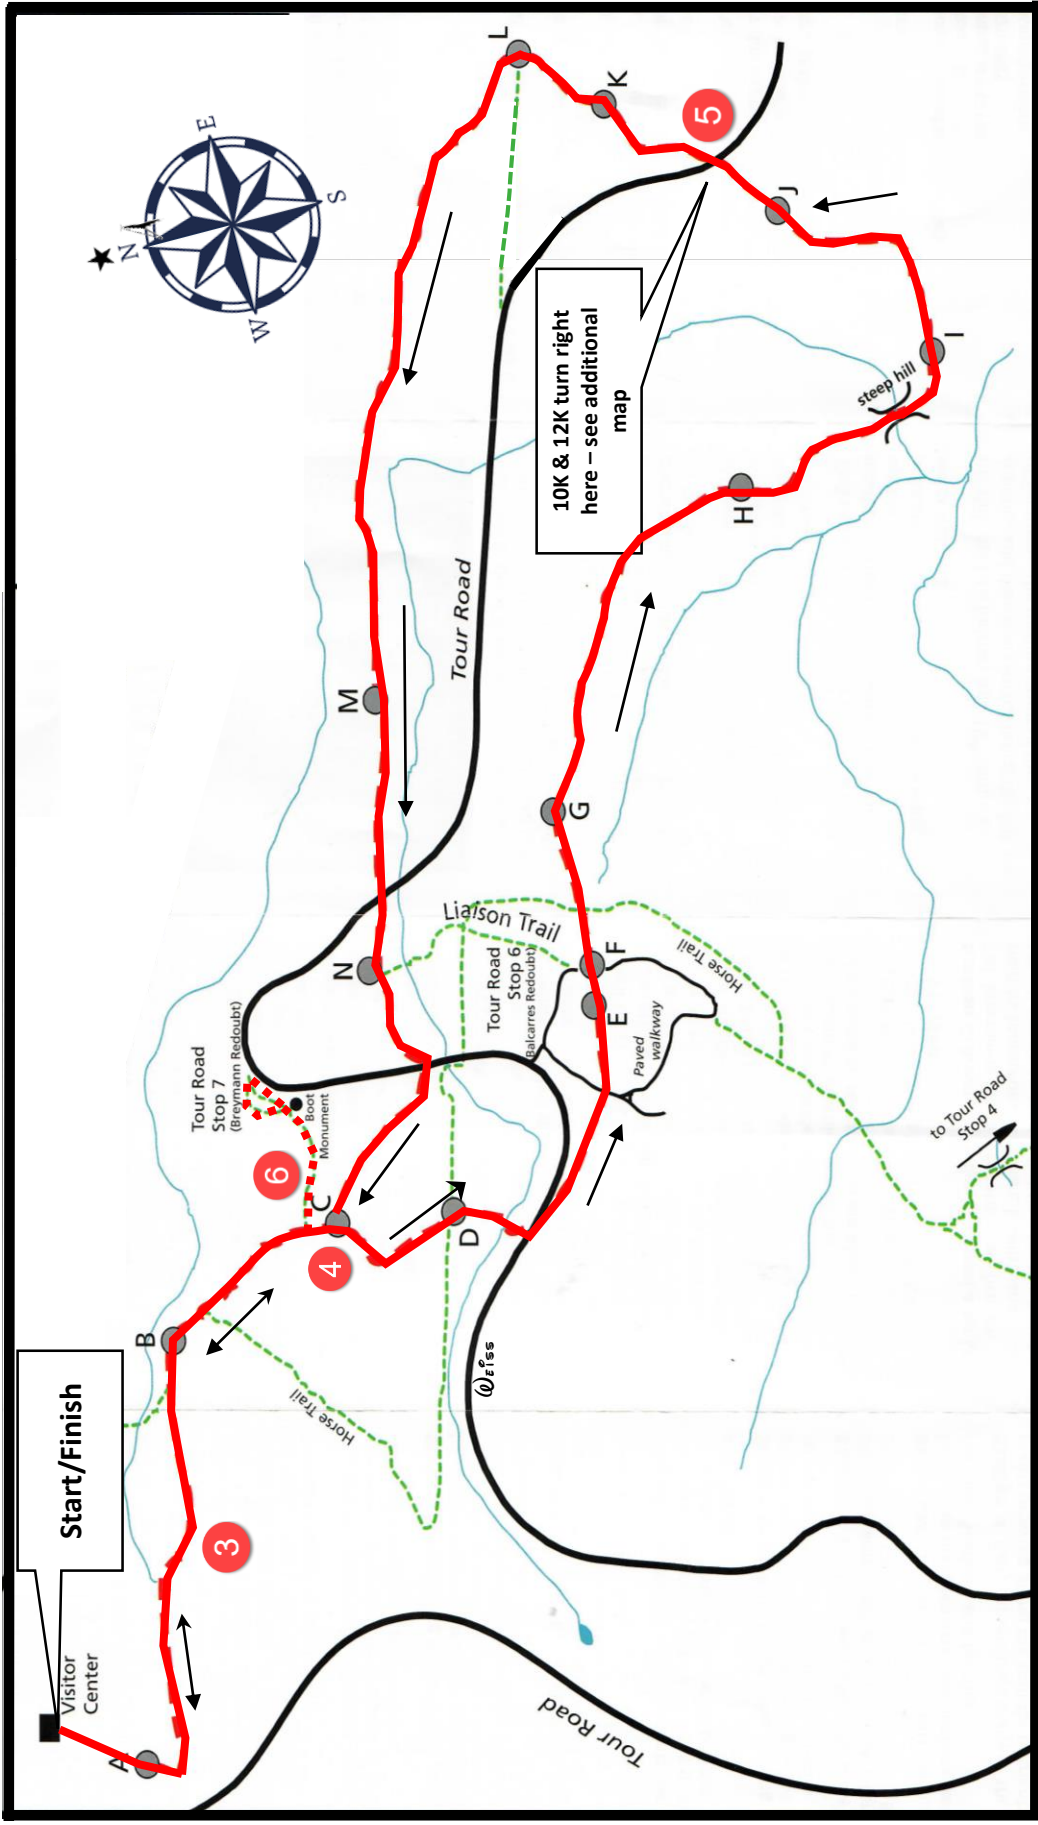 Start/Finish
Visitor
Center
A
3
B
Horse Trail
4
C
6
Tour Road
Stop 7
(Breymann Redoubt)
Boot
Monument
D
Weiss
N
Liaison Trail
Tour Road
Stop 6
(Balcarres Redoubt)
F
E
Paved
walkway
Horse Trail
to Tour Road
Stop 4
G
M
Tour Road
H
10K & 12K turn right
here – see additional
map
steep hill
I
J
5
K
L
N
E
S
W
Tour Road